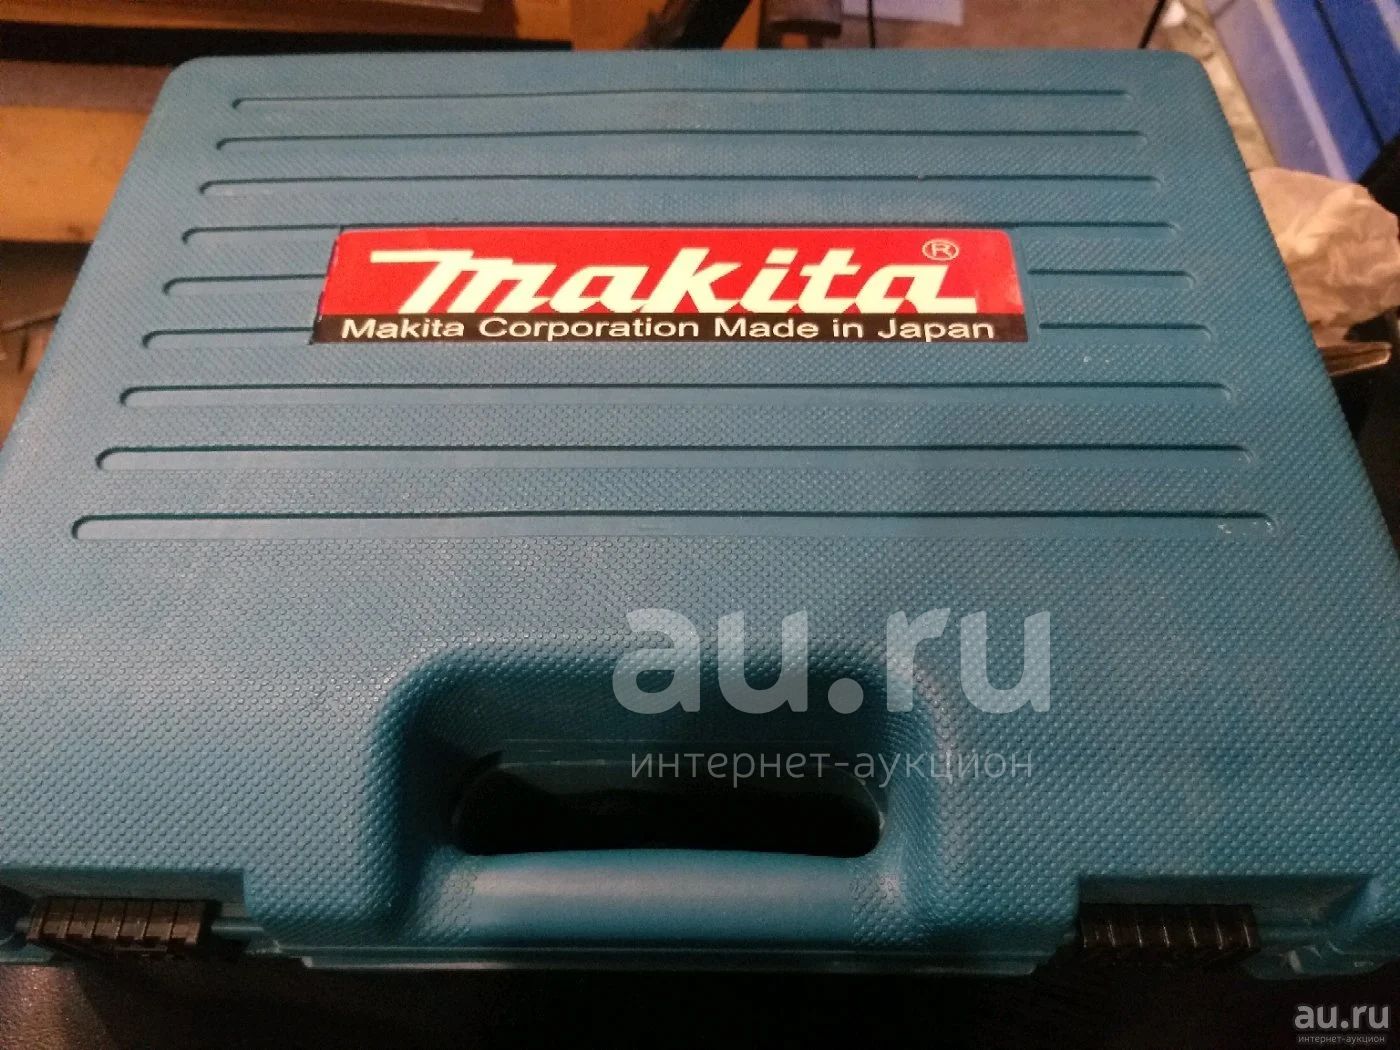 makita®
Makita Corporation Made in Japan
au.ru
интернет-аукцион
au.ru
интернет-аукцион